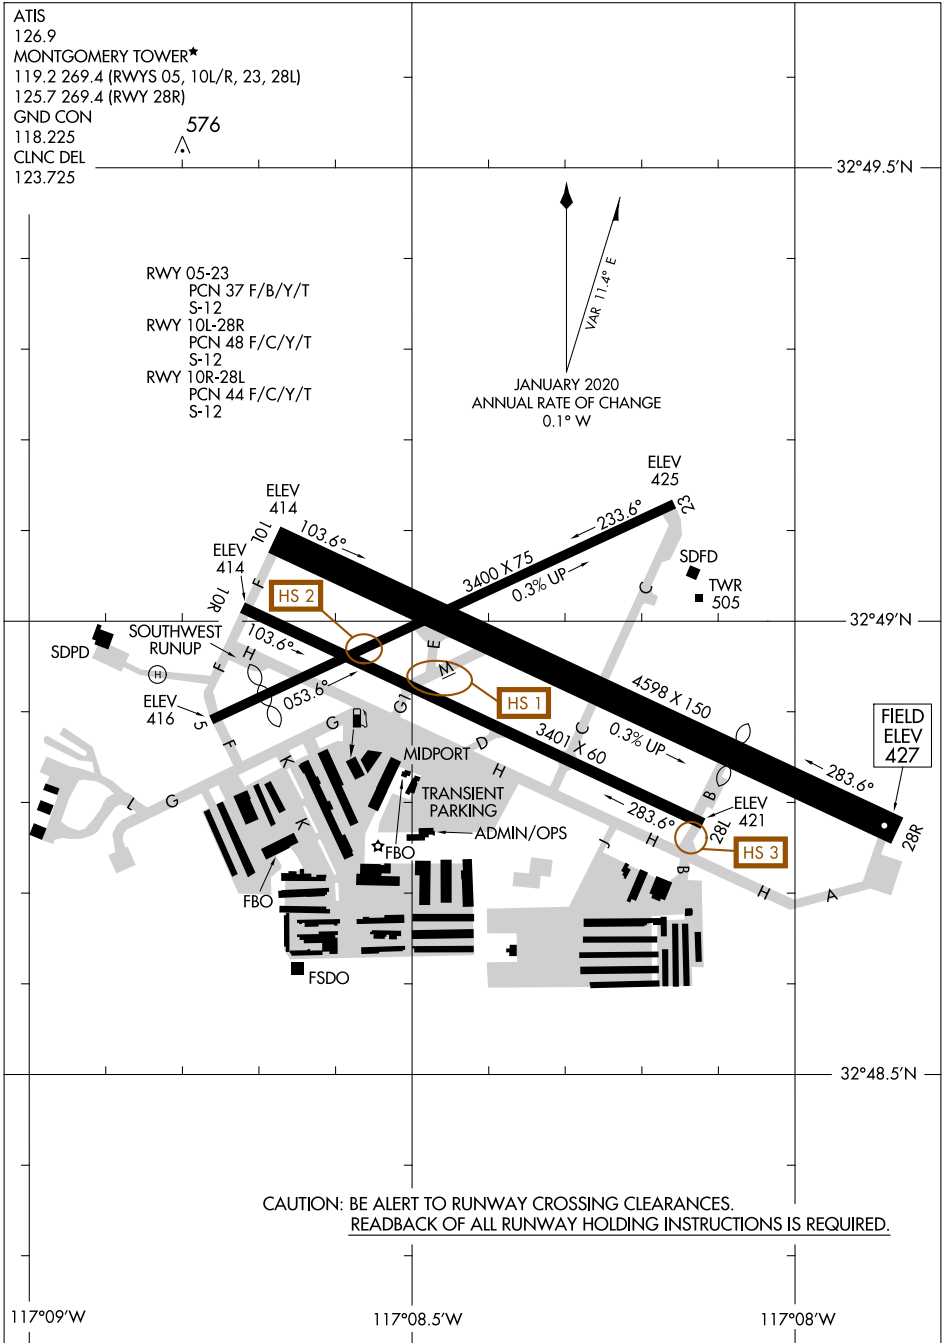 ATIS
126.9
MONTGOMERY TOWER★
119.2 269.4 (RWYS 05, 10L/R, 23, 28L)
125.7 269.4 (RWY 28R)
GND CON
118.225
CLNC DEL
123.725
576
32°49.5'N
VAR 11.4° E
JANUARY 2020
ANNUAL RATE OF CHANGE
0.1° W
RWY 05-23
PCN 37 F/B/Y/T
S-12
RWY 10L-28R
PCN 48 F/C/Y/T
S-12
RWY 10R-28L
PCN 44 F/C/Y/T
S-12
ELEV
425
23
233.6°
ELEV
414
10L
103.6°
3400 X 75
0.3% UP
ELEV
414
10R
F
HS 2
C
SDFD
TWR
505
32°49'N
SOUTHWEST
RUNUP
SDPD
H
F
H
103.6°
053.6°
E
M
HS 1
4598 X 150
0.3% UP
ELEV
416
5
F
G
G1
D
C
3401 X 60
H
B
FIELD
ELEV
427
283.6°
28R
K
K
L
G
MIDPORT
TRANSIENT
PARKING
ADMIN/OPS
FBO
FBO
FSDO
283.6°
ELEV
421
28L
HS 3
J
H
B
H
A
32°48.5'N
CAUTION: BE ALERT TO RUNWAY CROSSING CLEARANCES.
READBACK OF ALL RUNWAY HOLDING INSTRUCTIONS IS REQUIRED.
117°09'W
117°08.5'W
117°08'W